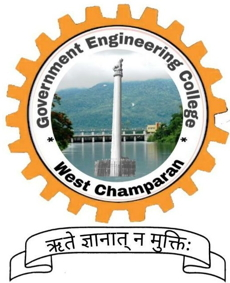 * Government Engineering College *
West Champaran
ऋते ज्ञानात् न मुक्तिः